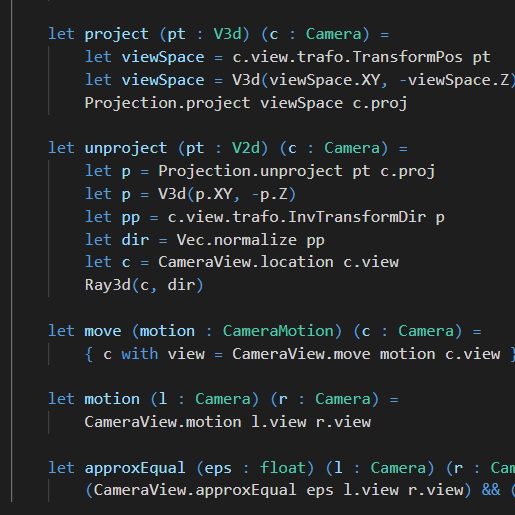 let project (pt : V3d) (c : Camera) =
let viewSpace = c.view.trafo.TransformPos pt
let viewSpace = V3d(viewSpace.XY, -viewSpace.Z)
Projection.project viewSpace c.proj
let unproject (pt : V2d) (c : Camera) =
let p = Projection.unproject pt c.proj
let p = V3d(p.XY, -p.Z)
let pp = c.view.trafo.InvTransformDir p
let dir = Vec.normalize pp
let c = CameraView.location c.view
Ray3d(c, dir)
let move (motion : CameraMotion) (c : Camera) =
{ c with view = CameraView.move motion c.view }
let motion (l : Camera) (r : Camera) =
CameraView.motion l.view r.view
let approxEqual (eps : float) (l : Camera) (r : Cam
(CameraView.approxEqual eps l.view r.view) && (